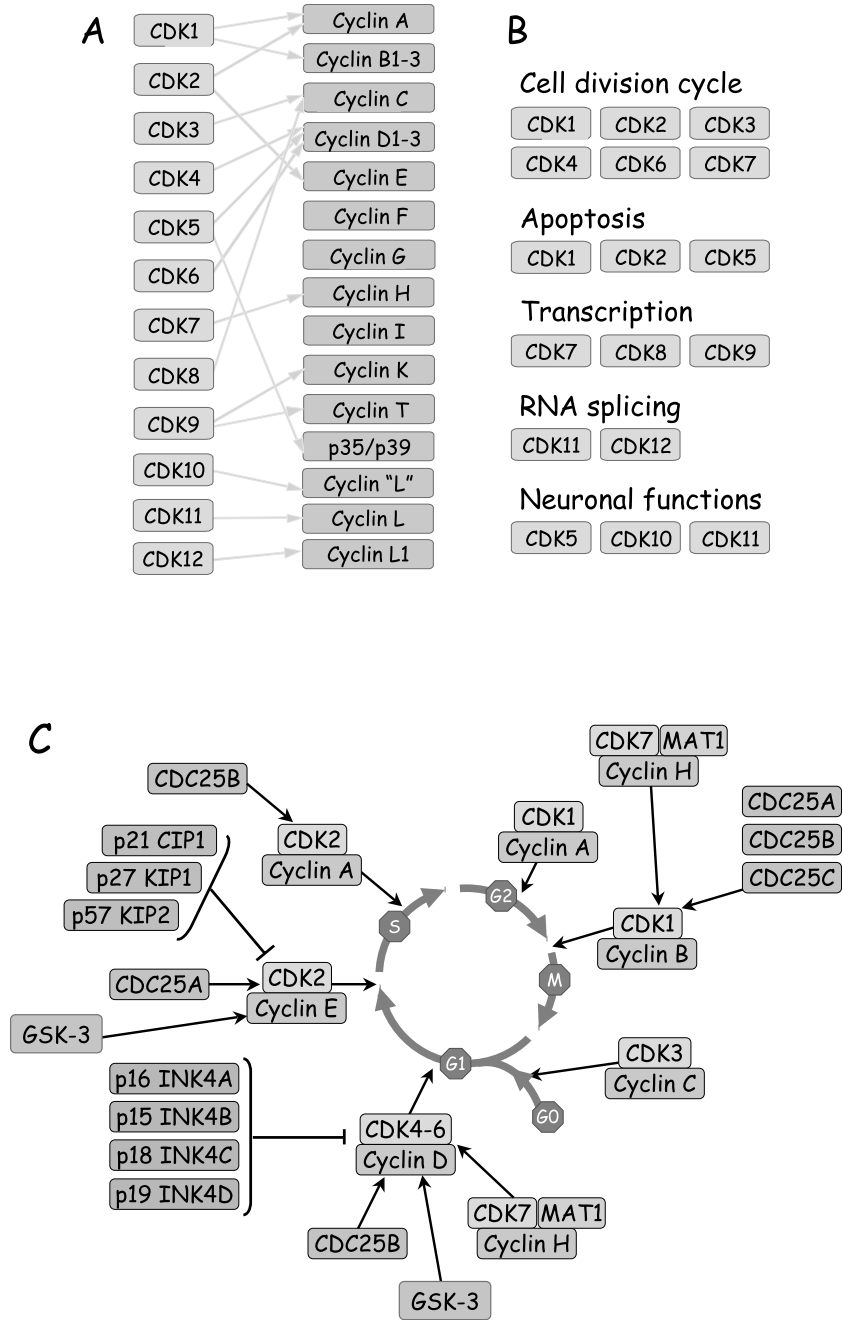 A
CDK1
CDK2
CDK3
CDK4
CDK5
CDK6
CDK7
CDK8
CDK9
CDK10
CDK11
CDK12
Cyclin A
Cyclin B1-3
Cyclin C
Cyclin D1-3
Cyclin E
Cyclin F
Cyclin G
Cyclin H
Cyclin I
Cyclin K
Cyclin T
p35/p39
Cyclin “L”
Cyclin L
Cyclin L1
B
Cell division cycle
CDK1 CDK2 CDK3
CDK4 CDK6 CDK7
Apoptosis
CDK1 CDK2 CDK5
Transcription
CDK7 CDK8 CDK9
RNA splicing
CDK11 CDK12
Neuronal functions
CDK5 CDK10 CDK11
C
CDC25B
p21 CIP1
p27 KIP1
p57 KIP2
CDK2
Cyclin A
CDC25A
CDK2
Cyclin E
GSK-3
p16 INK4A
p15 INK4B
p18 INK4C
p19 INK4D
CDK4-6
Cyclin D
CDC25B
GSK-3
CDK7 MAT1
Cyclin H
CDK3
Cyclin C
CDK1
Cyclin A
CDK7 MAT1
Cyclin H
CDC25A
CDC25B
CDC25C
CDK1
Cyclin B
S
G2
M
G1
G0